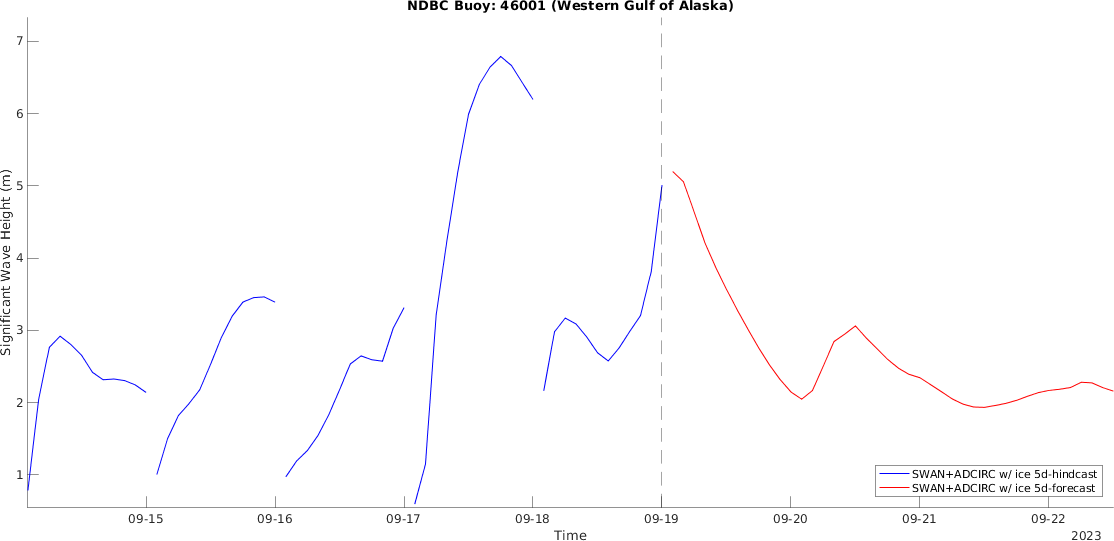 NDBC Buoy: 46001 (Western Gulf of Alaska)
7
6
5
4
3
2
1
Significant Wave Height (m)
SWAN+ADCIRC w/ ice 5d-hindcast
SWAN+ADCIRC w/ ice 5d-forecast
09-15 09-16 09-17 09-18 09-19 09-20 09-21 09-22
Time
2023